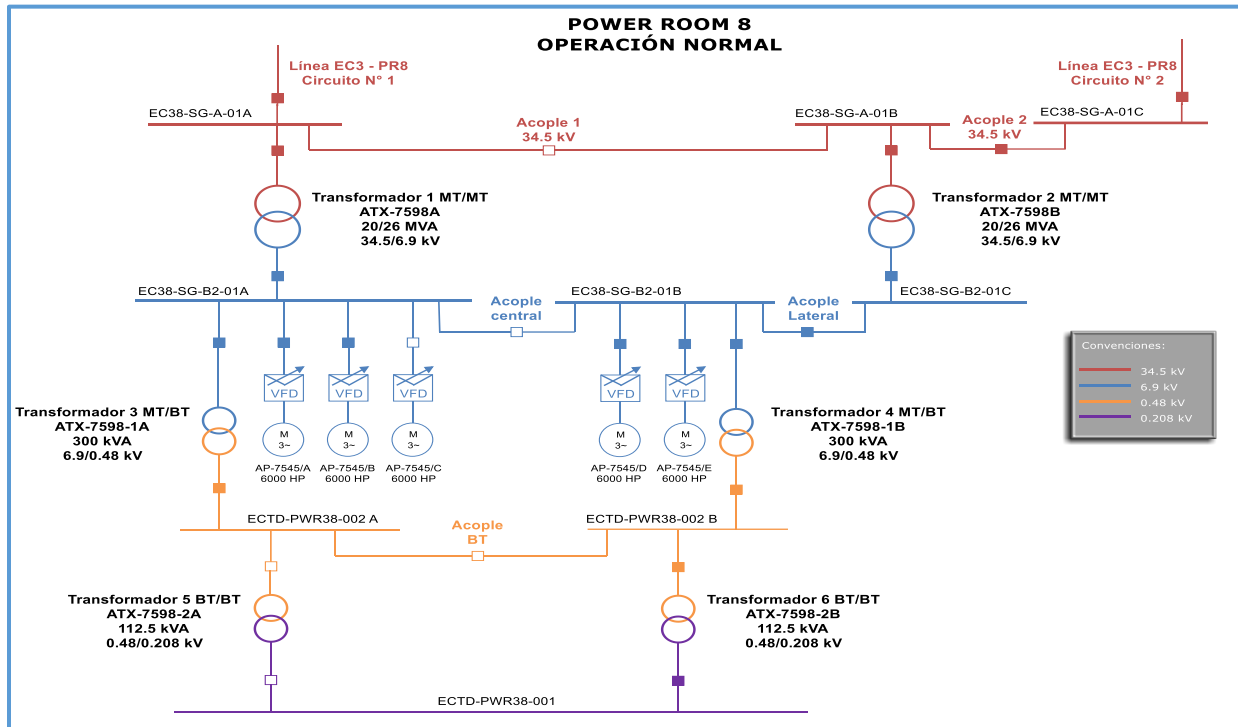 POWER ROOM 8
OPERACIÓN NORMAL
Línea EC3 - PR8
Circuito N° 1
Línea EC3 - PR8
Circuito N° 2
EC38-SG-A-01A
EC38-SG-A-01B
EC38-SG-A-01C
Acople 1
34.5 kV
Acople 2
34.5 kV
Transformador 1 MT/MT
ATX-7598A
20/26 MVA
34.5/6.9 kV
Transformador 2 MT/MT
ATX-7598B
20/26 MVA
34.5/6.9 kV
EC38-SG-B2-01A
Acople
central
EC38-SG-B2-01B
Acople
Lateral
EC38-SG-B2-01C
Convenciones:
34.5 kV
6.9 kV
0.48 kV
0.208 kV
VFD
VFD
VFD
VFD
VFD
Transformador 3 MT/BT
ATX-7598-1A
300 kVA
6.9/0.48 kV
M
3~
M
3~
M
3~
M
3~
M
3~
AP-7545/A
6000 HP
AP-7545/B
6000 HP
AP-7545/C
6000 HP
AP-7545/D
6000 HP
AP-7545/E
6000 HP
Transformador 4 MT/BT
ATX-7598-1B
300 kVA
6.9/0.48 kV
ECTD-PWR38-002 A
Acople
BT
ECTD-PWR38-002 B
Transformador 5 BT/BT
ATX-7598-2A
112.5 kVA
0.48/0.208 kV
Transformador 6 BT/BT
ATX-7598-2B
112.5 kVA
0.48/0.208 kV
ECTD-PWR38-001